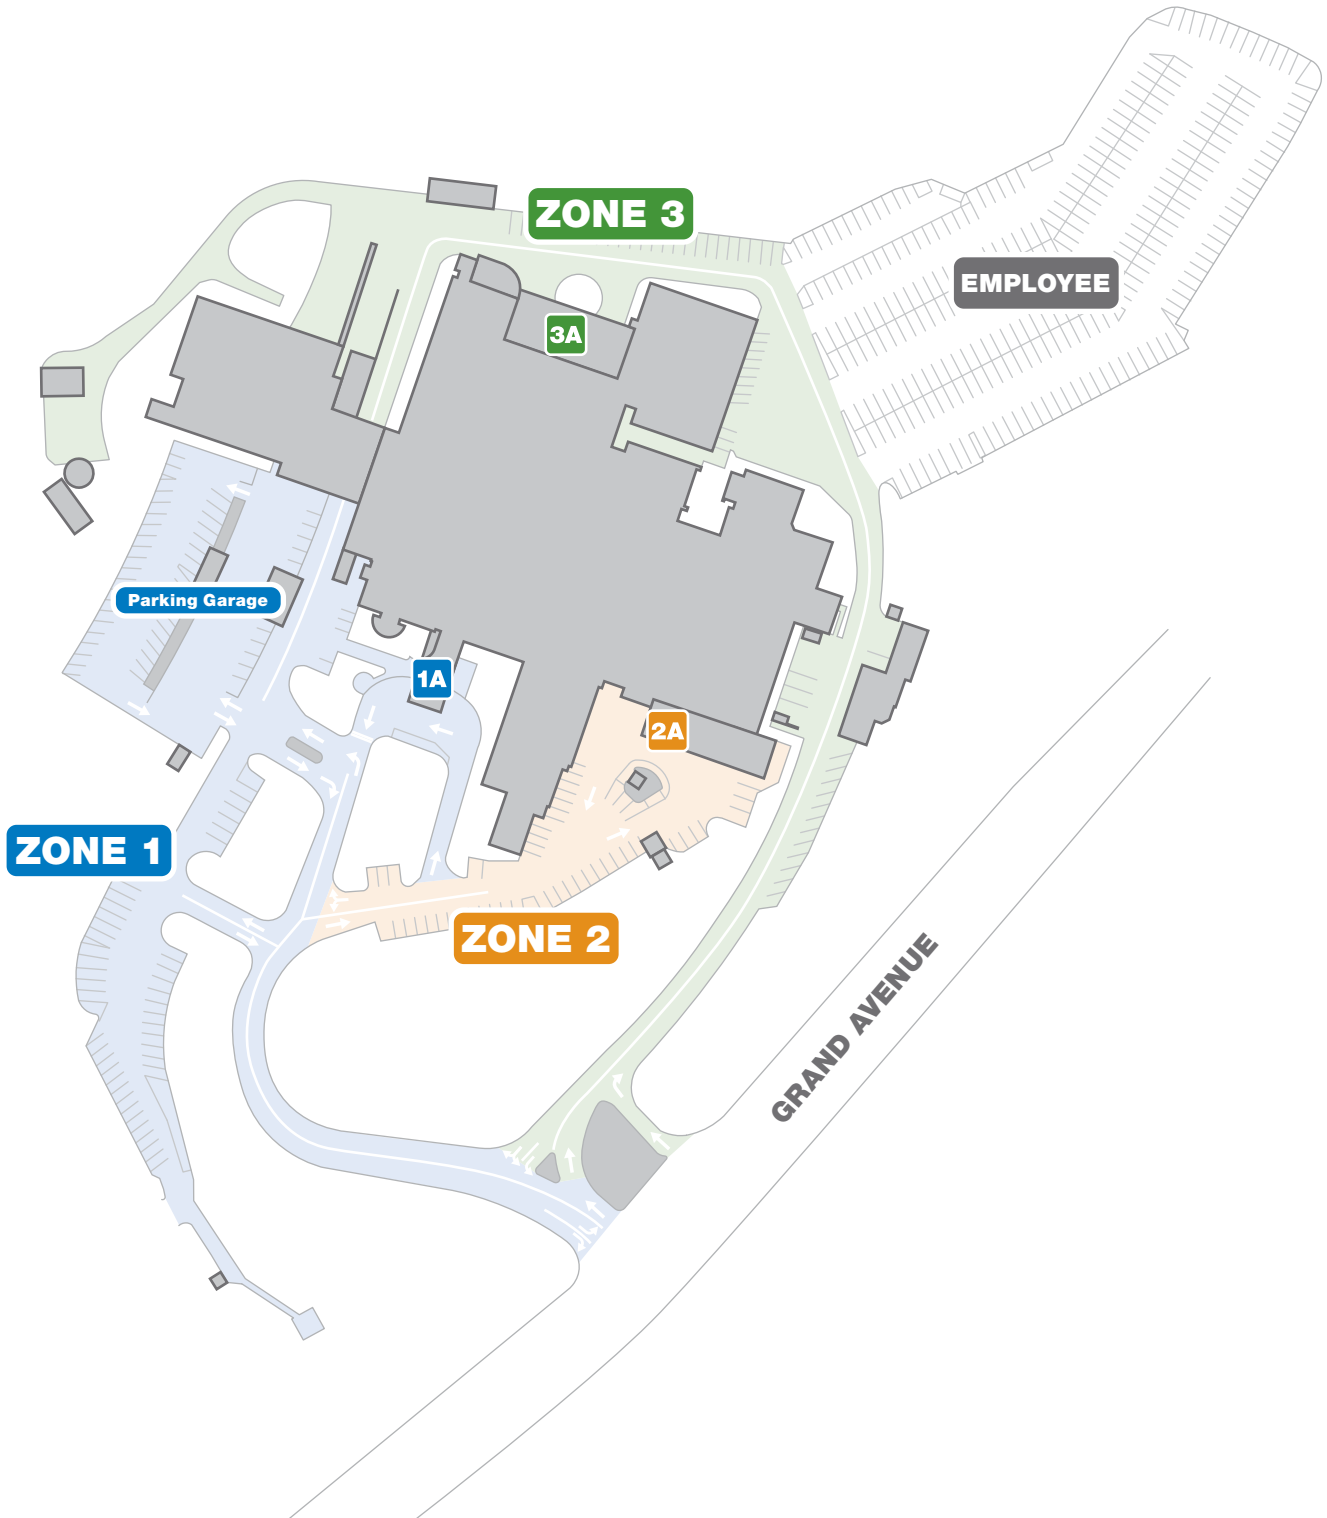 ZONE 3
EMPLOYEE
3A
Parking Garage
1A
2A
ZONE 1
ZONE 2
GRAND AVENUE